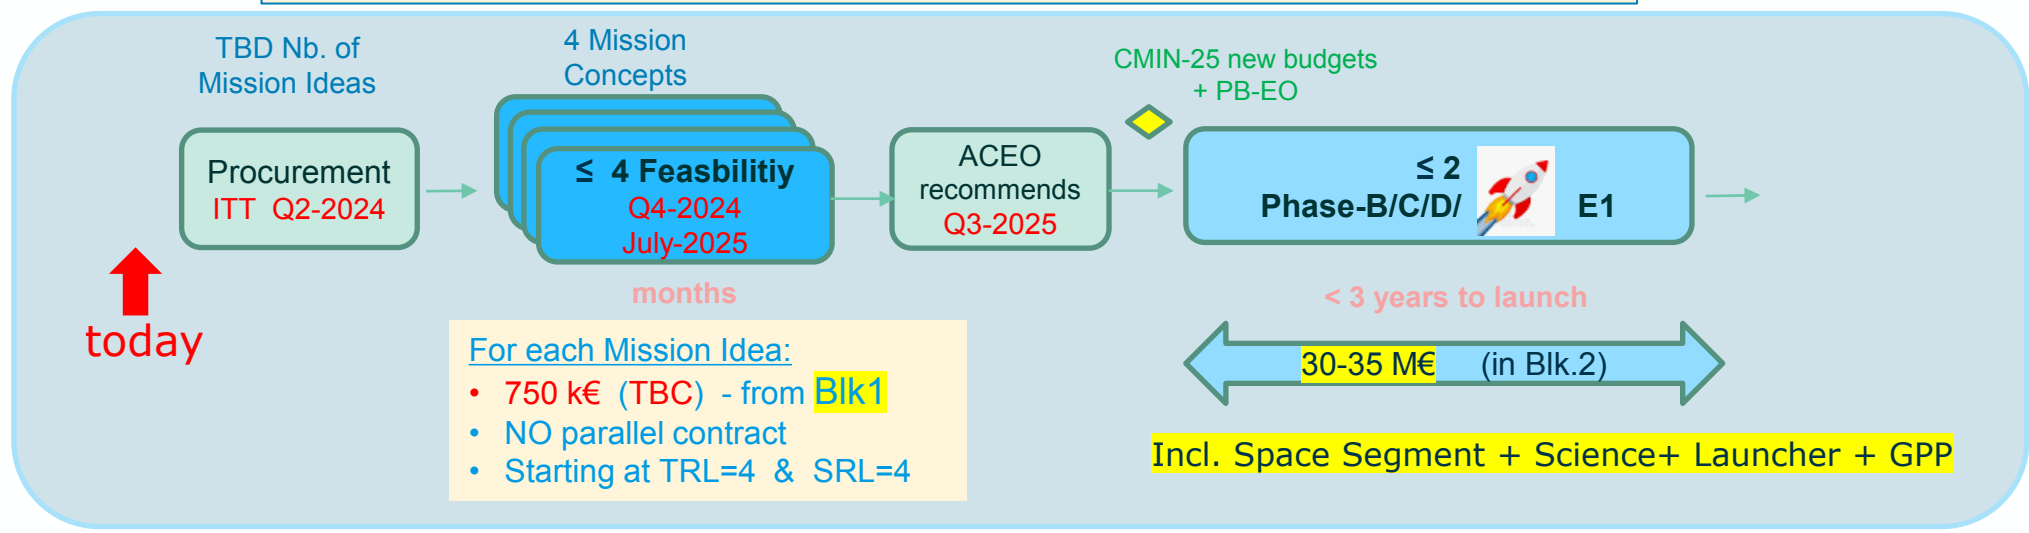 TBD Nb. of
Mission Ideas
4 Mission
Concepts
CMIN-25 new budgets
+ PB-EO
Procurement
ITT Q2-2024
≤ 4 Feasbilitiy
Q4-2024
July-2025
ACEO
recommends
Q3-2025
≤ 2
Phase-B/C/D/ E1
today
months
< 3 years to launch
For each Mission Idea:
• 750 k€ (TBC) - from Blk1
• NO parallel contract
• Starting at TRL=4 & SRL=4
30-35 M€ (in Blk.2)
Incl. Space Segment + Science+ Launcher + GPP